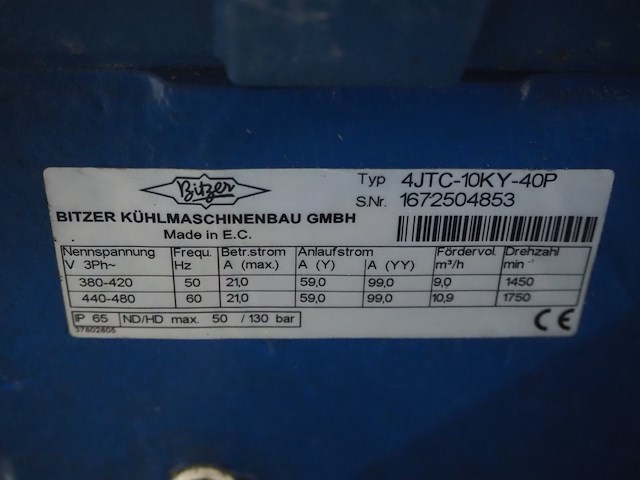 Bitzer
BITZER KÜHLMASCHINENBAU GMBH
Made in E.C.
Typ 4JTC-10KY-40P
S.Nr. 1672504853
Nennspannung Frequ. Betr.strom Anlaufstrom Fördervol. Drehzahl
V 3Ph~ Hz A (max.) A (Y) A (YY) m³/h min⁻¹
380-420 50 21,0 59,0 99,0 9,0 1450
440-480 60 21,0 59,0 99,0 10,9 1750
IP 65 ND/HD max. 50 / 130 bar
37802605
CE